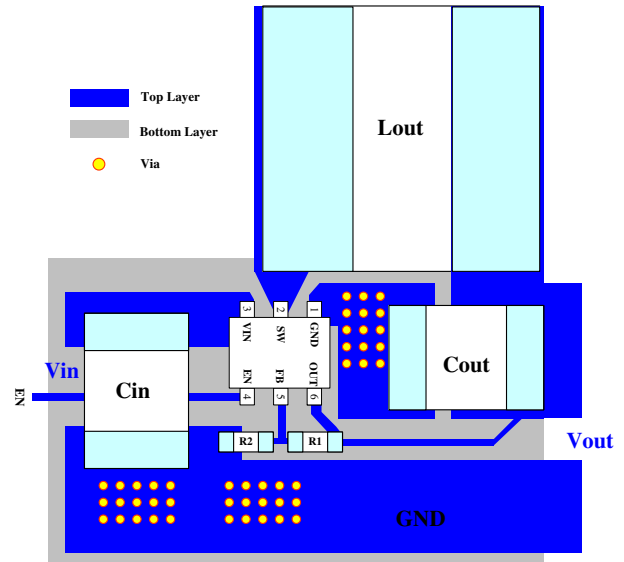 Top Layer
Bottom Layer
Via
Lout
3 2 1
VIN SW GND
EN FB OUT
4 5 6
Vin
EN
Cin
Cout
R2 R1
Vout
GND